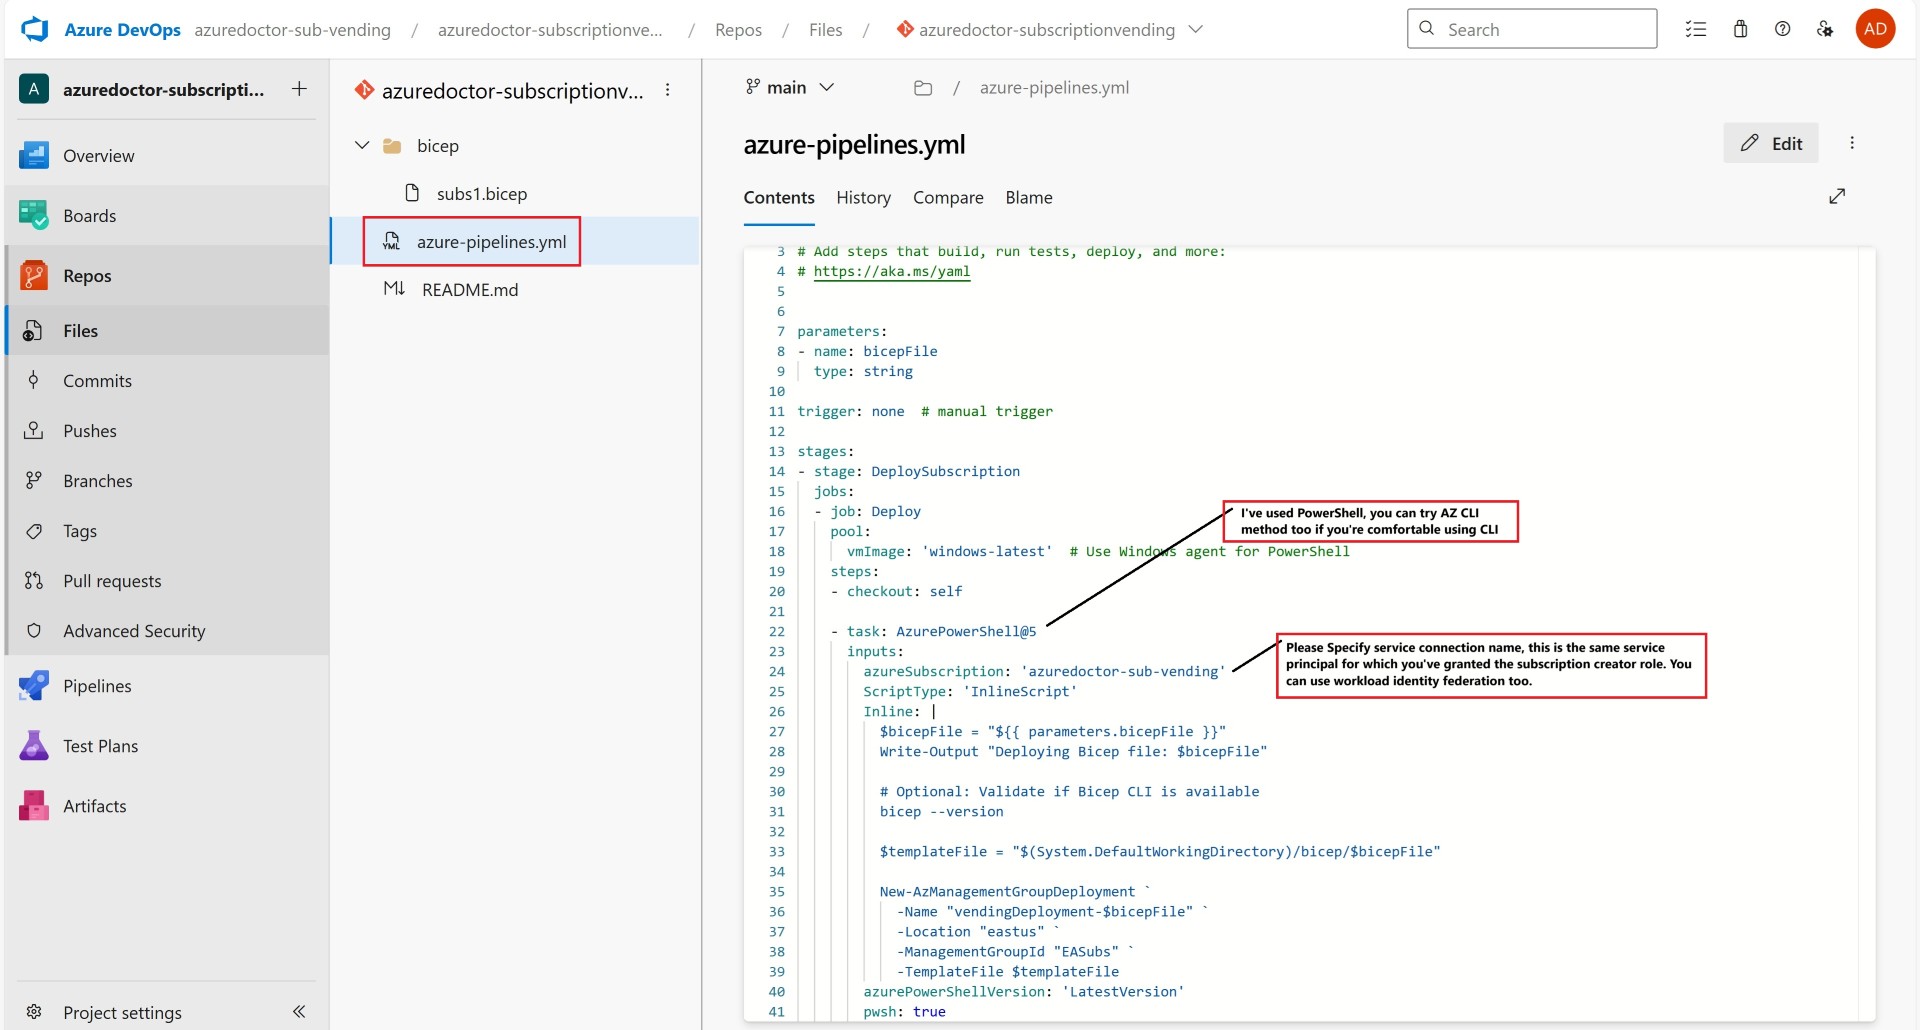 Azure DevOps azuredoctor-sub-vending / azuredoctor-subscriptionve... / Repos / Files / azuredoctor-subscriptionvending
Search
AD
A azuredoctor-subscripti... +
Overview
Boards
Repos
Files
Commits
Pushes
Branches
Tags
Pull requests
Advanced Security
Pipelines
Test Plans
Artifacts
Project settings
azuredoctor-subscriptionv...
bicep
subs1.bicep
YML azure-pipelines.yml
M↓ README.md
main / azure-pipelines.yml
azure-pipelines.yml
Edit
Contents History Compare Blame
3 # Add steps that build, run tests, deploy, and more:
4 # https://aka.ms/yaml
5
6
7 parameters:
8 - name: bicepFile
9 type: string
10
11 trigger: none # manual trigger
12
13 stages:
14 - stage: DeploySubscription
15 jobs:
16 - job: Deploy
17 pool:
18 vmImage: 'windows-latest' # Use Windows agent for PowerShell
19 steps:
20 - checkout: self
21
22 - task: AzurePowerShell@5
23 inputs:
24 azureSubscription: 'azuredoctor-sub-vending'
25 ScriptType: 'InlineScript'
26 Inline: |
27 $bicepFile = "${{ parameters.bicepFile }}"
28 Write-Output "Deploying Bicep file: $bicepFile"
29
30 # Optional: Validate if Bicep CLI is available
31 bicep --version
32
33 $templateFile = "$(System.DefaultWorkingDirectory)/bicep/$bicepFile"
34
35 New-AzManagementGroupDeployment `
36 -Name "vendingDeployment-$bicepFile" `
37 -Location "eastus" `
38 -ManagementGroupId "EASubs" `
39 -TemplateFile $templateFile
40 azurePowerShellVersion: 'LatestVersion'
41 pwsh: true
I've used PowerShell, you can try AZ CLI
method too if you're comfortable using CLI
Please Specify service connection name, this is the same service
principal for which you've granted the subscription creator role. You
can use workload identity federation too.